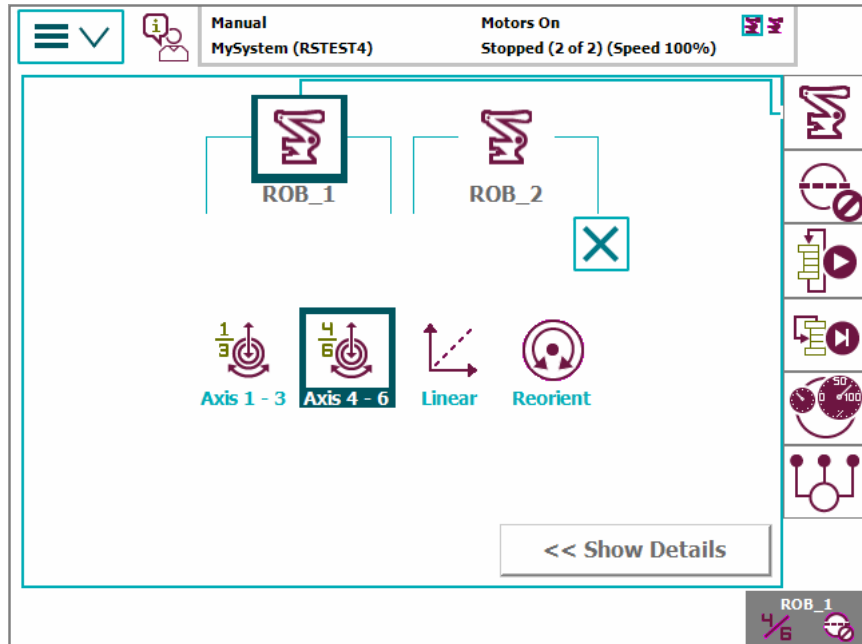 Manual
MySystem (RSTEST4)
Motors On
Stopped (2 of 2) (Speed 100%)
ROB_1
ROB_2
1
3
4
6
Axis 1 - 3
Axis 4 - 6
Linear
Reorient
0
50
100
%
<< Show Details
ROB_1
4/6